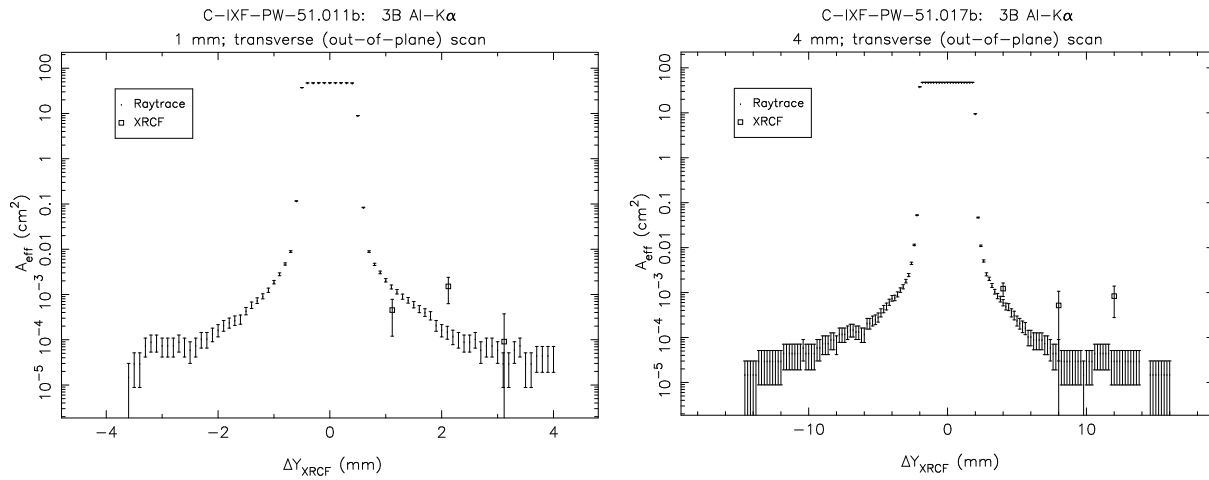 C-IXF-PW-51.011b: 3B Al-Kα
1 mm; transverse (out-of-plane) scan
Raytrace
XRCF
A_eff (cm²)
100
10
1
0.1
0.01
10⁻³
10⁻⁴
10⁻⁵
−4
−2
0
2
4
ΔY_XRCF (mm)
C-IXF-PW-51.017b: 3B Al-Kα
4 mm; transverse (out-of-plane) scan
Raytrace
XRCF
A_eff (cm²)
100
10
1
0.1
0.01
10⁻³
10⁻⁴
10⁻⁵
−10
0
10
ΔY_XRCF (mm)